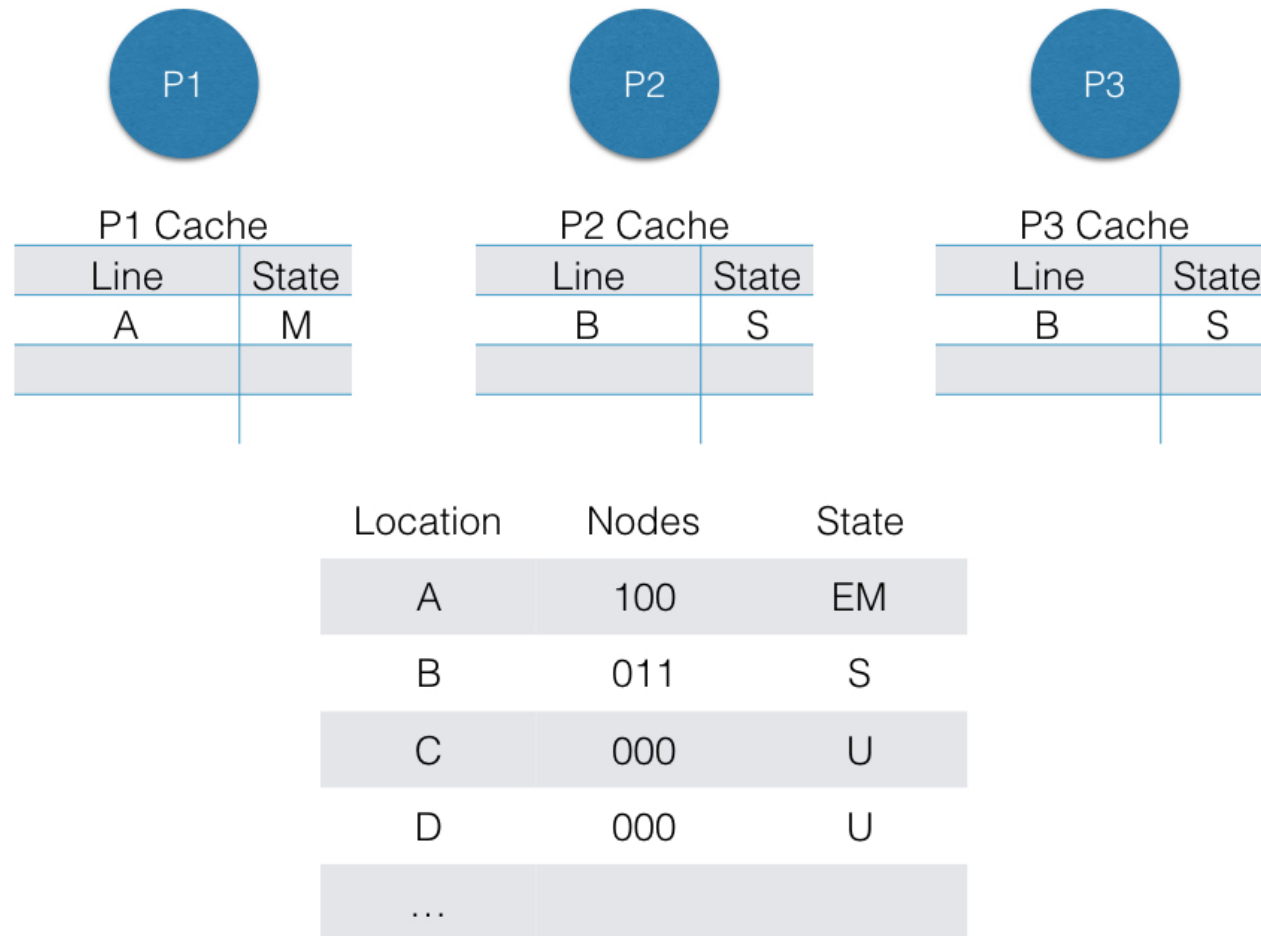 P1 P2 P3
P1 Cache P2 Cache P3 Cache
Line State Line State Line State
A M B S B S
Location Nodes State
A 100 EM
B 011 S
C 000 U
D 000 U
...